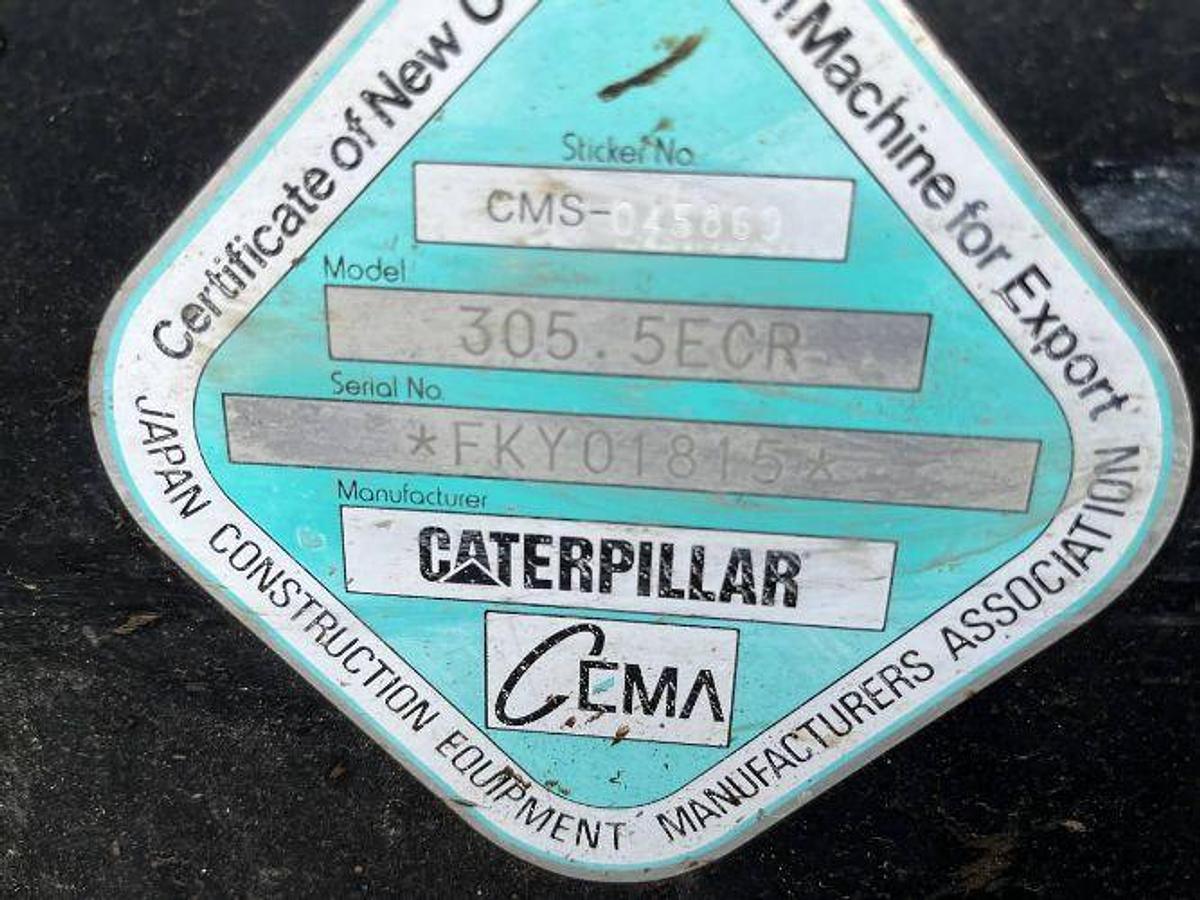 Certificate of New
Machine for Export
Sticker No.
CMS-045869
Model
305.5ECR
Serial No.
*FKY01815*
Manufacturer
CATERPILLAR
CEMA
JAPAN CONSTRUCTION EQUIPMENT MANUFACTURERS ASSOCIATION